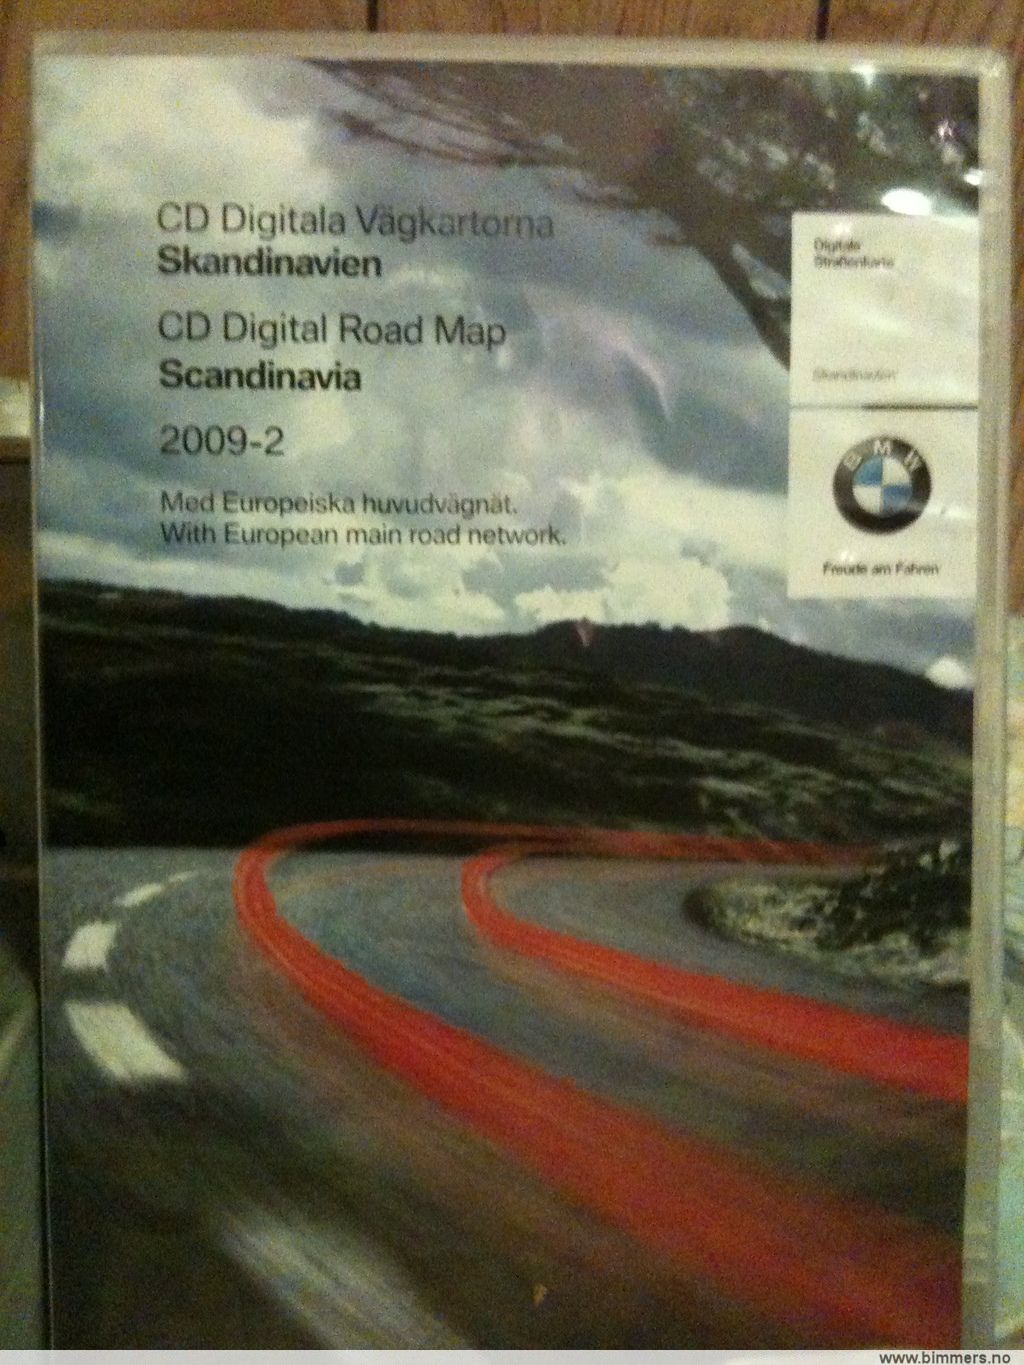 CD Digitala Vägkartorna
Skandinavien
CD Digital Road Map
Scandinavia
2009-2
Med Europeiska huvudvägnät.
With European main road network.
Digitale
Straßenkarte
Skandinavien
BMW
Freude am Fahren
www.bimmers.no